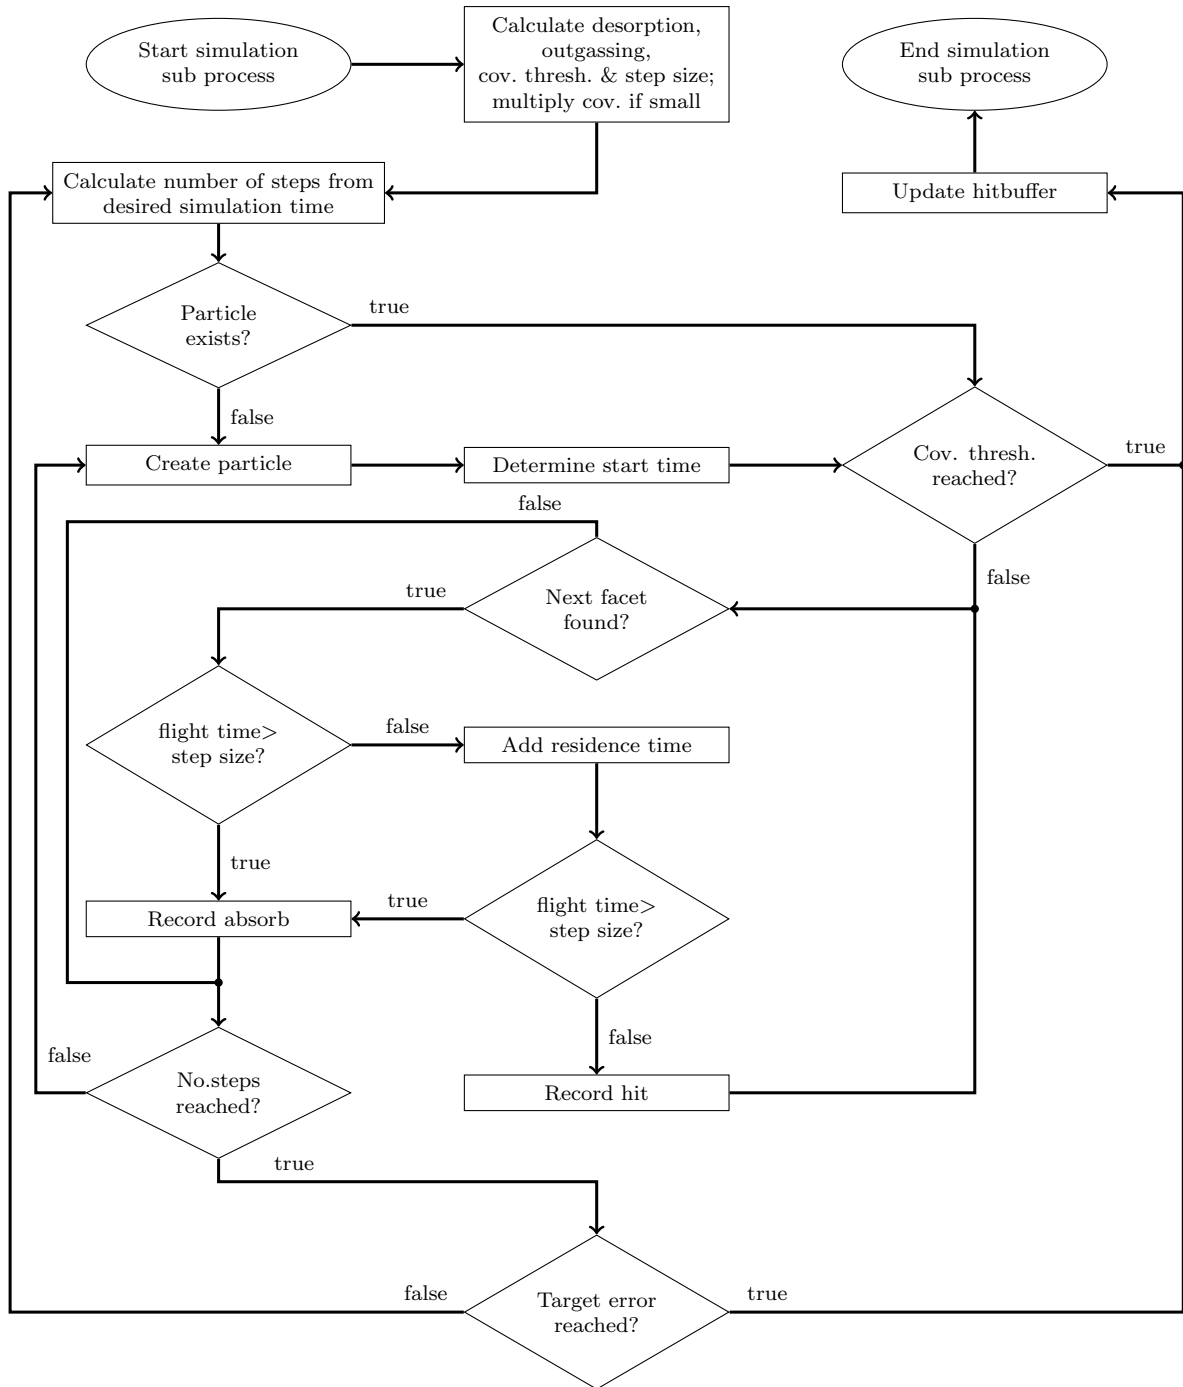 Start simulation
sub process
Calculate desorption,
outgassing,
cov. thresh. & step size;
multiply cov. if small
End simulation
sub process
Calculate number of steps from
desired simulation time
Update hitbuffer
Particle
exists?
true
false
Create particle
Determine start time
Cov. thresh.
reached?
true
false
false
Next facet
found?
true
flight time>
step size?
false
Add residence time
true
Record absorb
true
flight time>
step size?
false
Record hit
No.steps
reached?
false
true
Target error
reached?
false
true